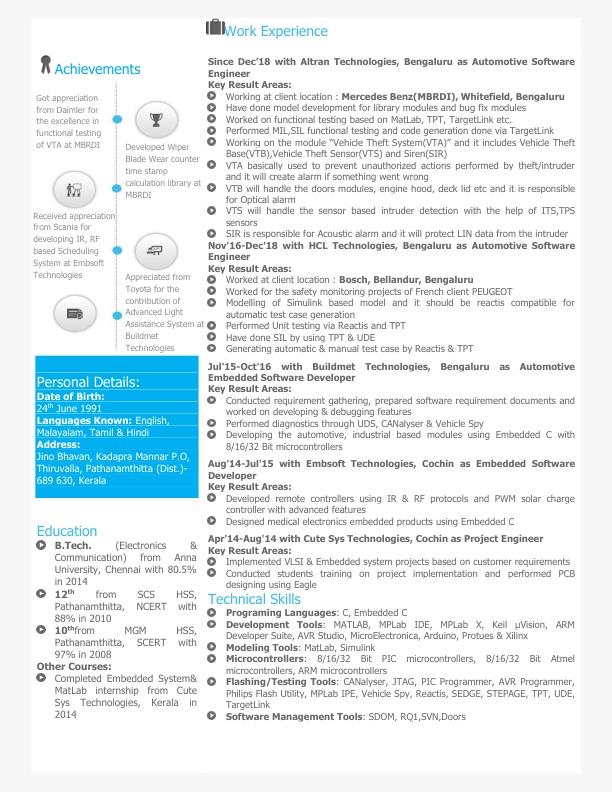 Work Experience
Achievements
Got appreciation
from Daimler for
the excellence in
functional testing
of VTA at MBRDI
Developed Wiper
Blade Wear counter
time stamp
calculation library at
MBRDI
Received appreciation
from Scania for
developing IR, RF
based Scheduling
System at Embsoft
Technologies
Appreciated from
Toyota for the
contribution of
Advanced Light
Assistance System at
Buildmet
Technologies
Personal Details:
Date of Birth:
24th June 1991
Languages Known: English,
Malayalam, Tamil & Hindi
Address:
Jino Bhavan, Kadapra Mannar P.O,
Thiruvalla, Pathanamthitta (Dist.)-
689 630, Kerala
Education
B.Tech. (Electronics &
Communication) from Anna
University, Chennai with 80.5%
in 2014
12th from SCS HSS,
Pathanamthitta, NCERT with
88% in 2010
10thfrom MGM HSS,
Pathanamthitta, SCERT with
97% in 2008
Other Courses:
Completed Embedded System&
MatLab internship from Cute
Sys Technologies, Kerala in
2014
Since Dec'18 with Altran Technologies, Bengaluru as Automotive Software
Engineer
Key Result Areas:
Working at client location : Mercedes Benz(MBRDI), Whitefield, Bengaluru
Have done model development for library modules and bug fix modules
Worked on functional testing based on MatLab, TPT, TargetLink etc.
Performed MIL,SIL functional testing and code generation done via TargetLink
Working on the module "Vehicle Theft System(VTA)" and it includes Vehicle Theft
Base(VTB),Vehicle Theft Sensor(VTS) and Siren(SIR)
VTA basically used to prevent unauthorized actions performed by theft/intruder
and it will create alarm if something went wrong
VTB will handle the doors modules, engine hood, deck lid etc and it is responsible
for Optical alarm
VTS will handle the sensor based intruder detection with the help of ITS,TPS
sensors
SIR is responsible for Acoustic alarm and it will protect LIN data from the intruder
Nov'16-Dec'18 with HCL Technologies, Bengaluru as Automotive Software
Engineer
Key Result Areas:
Worked at client location : Bosch, Bellandur, Bengaluru
Worked for the safety monitoring projects of French client PEUGEOT
Modelling of Simulink based model and it should be reactis compatible for
automatic test case generation
Performed Unit testing via Reactis and TPT
Have done SIL by using TPT & UDE
Generating automatic & manual test case by Reactis & TPT
Jul'15-Oct'16 with Buildmet Technologies, Bengaluru as Automotive
Embedded Software Developer
Key Result Areas:
Conducted requirement gathering, prepared software requirement documents and
worked on developing & debugging features
Performed diagnostics through UDS, CANalyser & Vehicle Spy
Developing the automotive, industrial based modules using Embedded C with
8/16/32 Bit microcontrollers
Aug'14-Jul'15 with Embsoft Technologies, Cochin as Embedded Software
Developer
Key Result Areas:
Developed remote controllers using IR & RF protocols and PWM solar charge
controller with advanced features
Designed medical electronics embedded products using Embedded C
Apr'14-Aug'14 with Cute Sys Technologies, Cochin as Project Engineer
Key Result Areas:
Implemented VLSI & Embedded system projects based on customer requirements
Conducted students training on project implementation and performed PCB
designing using Eagle
Technical Skills
Programing Languages: C, Embedded C
Development Tools: MATLAB, MPLab IDE, MPLab X, Keil µVision, ARM
Developer Suite, AVR Studio, MicroElectronica, Arduino, Protues & Xilinx
Modeling Tools: MatLab, Simulink
Microcontrollers: 8/16/32 Bit PIC microcontrollers, 8/16/32 Bit Atmel
microcontrollers, ARM microcontrollers
Flashing/Testing Tools: CANalyser, JTAG, PIC Programmer, AVR Programmer,
Philips Flash Utility, MPLab IPE, Vehicle Spy, Reactis, SEDGE, STEPAGE, TPT, UDE,
TargetLink
Software Management Tools: SDOM, RQ1,SVN,Doors